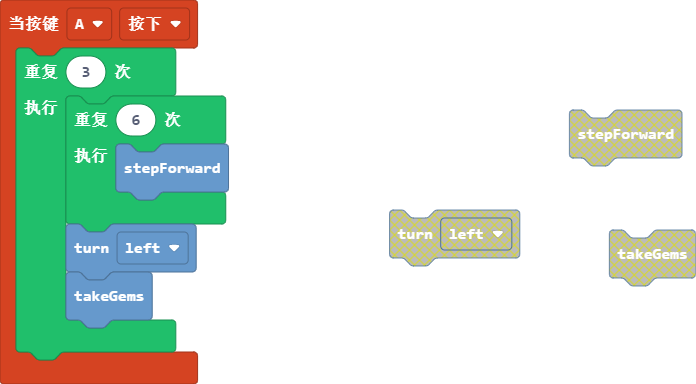 当按键 A 按下
重复 3 次
执行
重复 6 次
执行
stepForward
turn left
takeGems
stepForward
turn left
takeGems